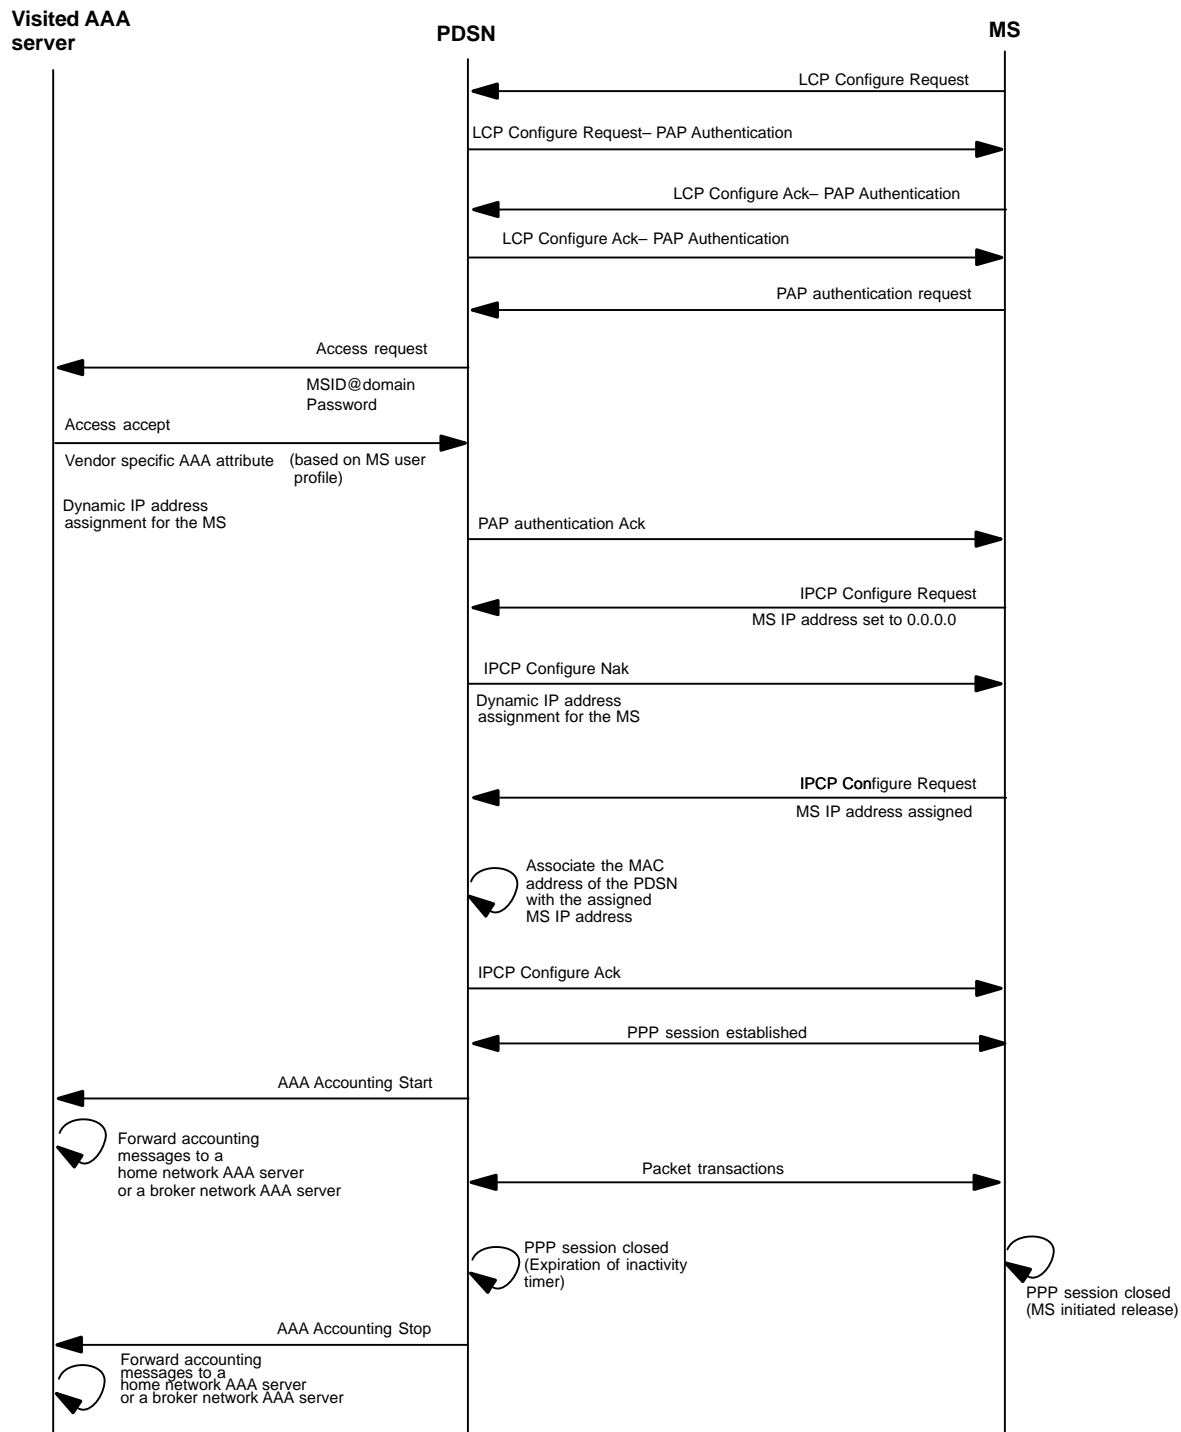 Visited AAA
server
PDSN
MS
LCP Configure Request
LCP Configure Request– PAP Authentication
LCP Configure Ack– PAP Authentication
LCP Configure Ack– PAP Authentication
PAP authentication request
Access request
MSID@domain
Password
Access accept
Vendor specific AAA attribute (based on MS user
profile)
Dynamic IP address
assignment for the MS
PAP authentication Ack
IPCP Configure Request
MS IP address set to 0.0.0.0
IPCP Configure Nak
Dynamic IP address
assignment for the MS
IPCP Configure Request
MS IP address assigned
Associate the MAC
address of the PDSN
with the assigned
MS IP address
IPCP Configure Ack
PPP session established
AAA Accounting Start
Forward accounting
messages to a
home network AAA server
or a broker network AAA server
Packet transactions
PPP session closed
(Expiration of inactivity
timer)
PPP session closed
(MS initiated release)
AAA Accounting Stop
Forward accounting
messages to a
home network AAA server
or a broker network AAA server